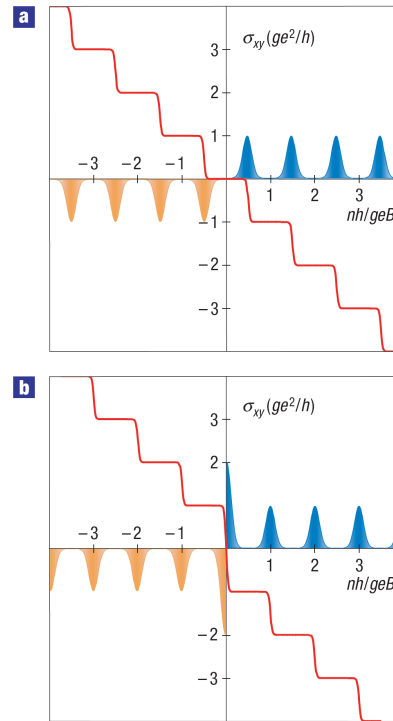 a
σxy (ge²/h)
3
2
1
−3 −2 −1
1 2 3
nh/geB
−1
−2
−3
b
σxy (ge²/h)
3
2
−3 −2 −1
1 2 3
nh/geB
−2
−3